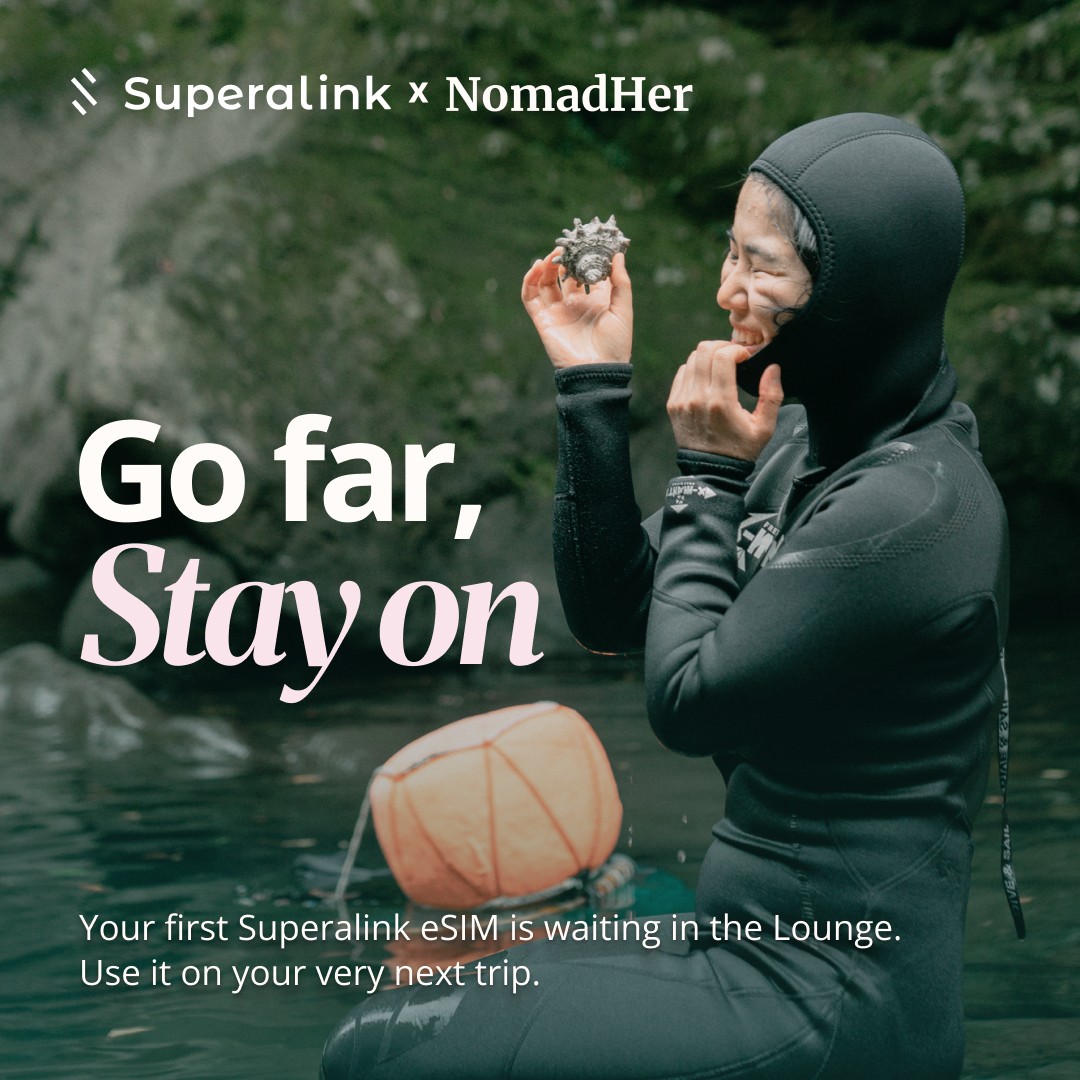 Superalink x NomadHer
Go far,
Stay on
Your first Superalink eSIM is waiting in the Lounge.
Use it on your very next trip.